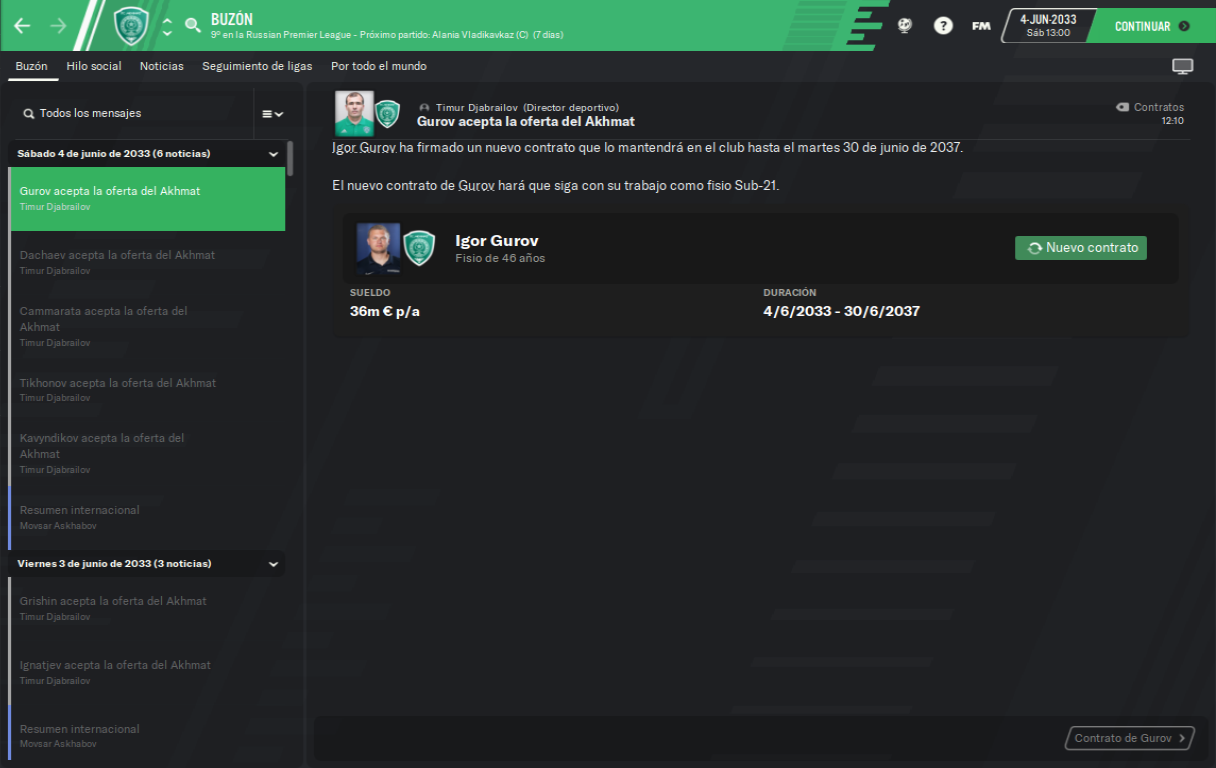 BUZÓN
9º en la Russian Premier League - Próximo partido: Alania Vladikavkaz (C) (7 días)
FM
4-JUN-2033
Sáb 13:00
CONTINUAR
Buzón
Hilo social
Noticias
Seguimiento de ligas
Por todo el mundo
Todos los mensajes
Sábado 4 de junio de 2033 (6 noticias)
Gurov acepta la oferta del Akhmat
Timur Djabrailov
Dachaev acepta la oferta del Akhmat
Timur Djabrailov
Cammarata acepta la oferta del
Akhmat
Timur Djabrailov
Tikhonov acepta la oferta del Akhmat
Timur Djabrailov
Kavyndikov acepta la oferta del
Akhmat
Timur Djabrailov
Resumen internacional
Movsar Askhabov
Viernes 3 de junio de 2033 (3 noticias)
Grishin acepta la oferta del Akhmat
Timur Djabrailov
Ignatjev acepta la oferta del Akhmat
Timur Djabrailov
Resumen internacional
Movsar Askhabov
Timur Djabrailov (Director deportivo)
Gurov acepta la oferta del Akhmat
Contratos
12:10
Igor Gurov ha firmado un nuevo contrato que lo mantendrá en el club hasta el martes 30 de junio de 2037.
El nuevo contrato de Gurov hará que siga con su trabajo como fisio Sub-21.
Igor Gurov
Fisio de 46 años
Nuevo contrato
SUELDO
36m € p/a
DURACIÓN
4/6/2033 - 30/6/2037
Contrato de Gurov